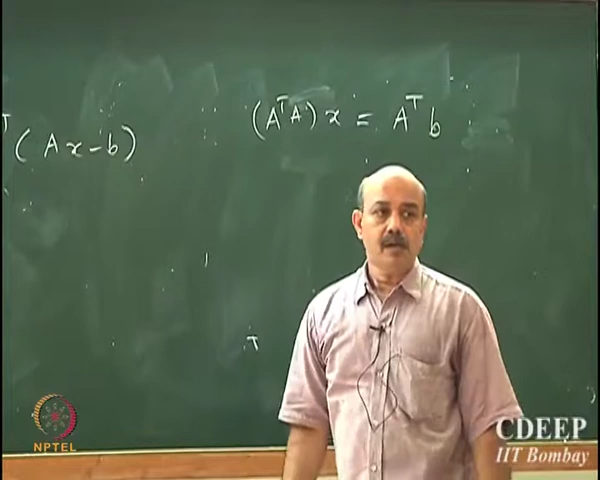 T (Ax-b)
(AᵀA)x = Aᵀb
T
NPTEL
CDEEP
IIT Bombay